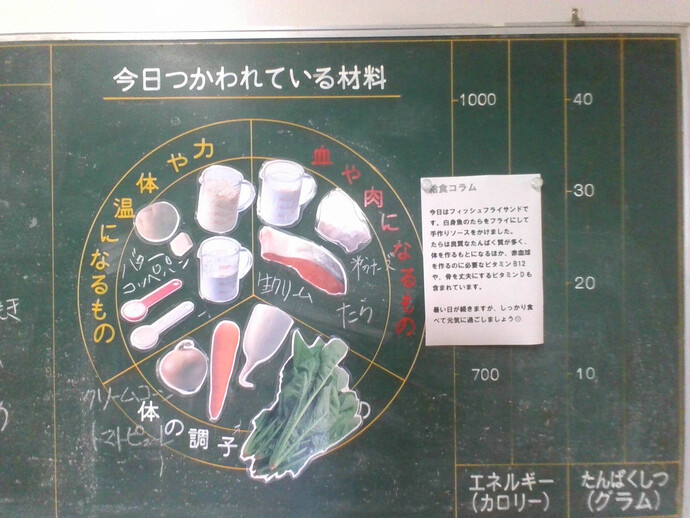 今日つかわれている材料
体や力
温になるもの
血や肉になるもの
バター
コッペパン
生クリーム
粉チーズ
たら
クリームコーン
トマトピューレ
体の調子
の
給食コラム
今日はフィッシュフライサンドで
す。白身魚のたらをフライにして
手作りソースをかけました。
たらは良質なたんぱく質が多く、
体を作るもとになるほか、赤血球
を作るのに必要なビタミンB12
や、骨を丈夫にするビタミンDも
含まれています。
暑い日が続きますが、しっかり食
べて元気に過ごしましょう☺
1000
700
40
30
20
10
エネルギー
(カロリー)
たんぱくしつ
(グラム)